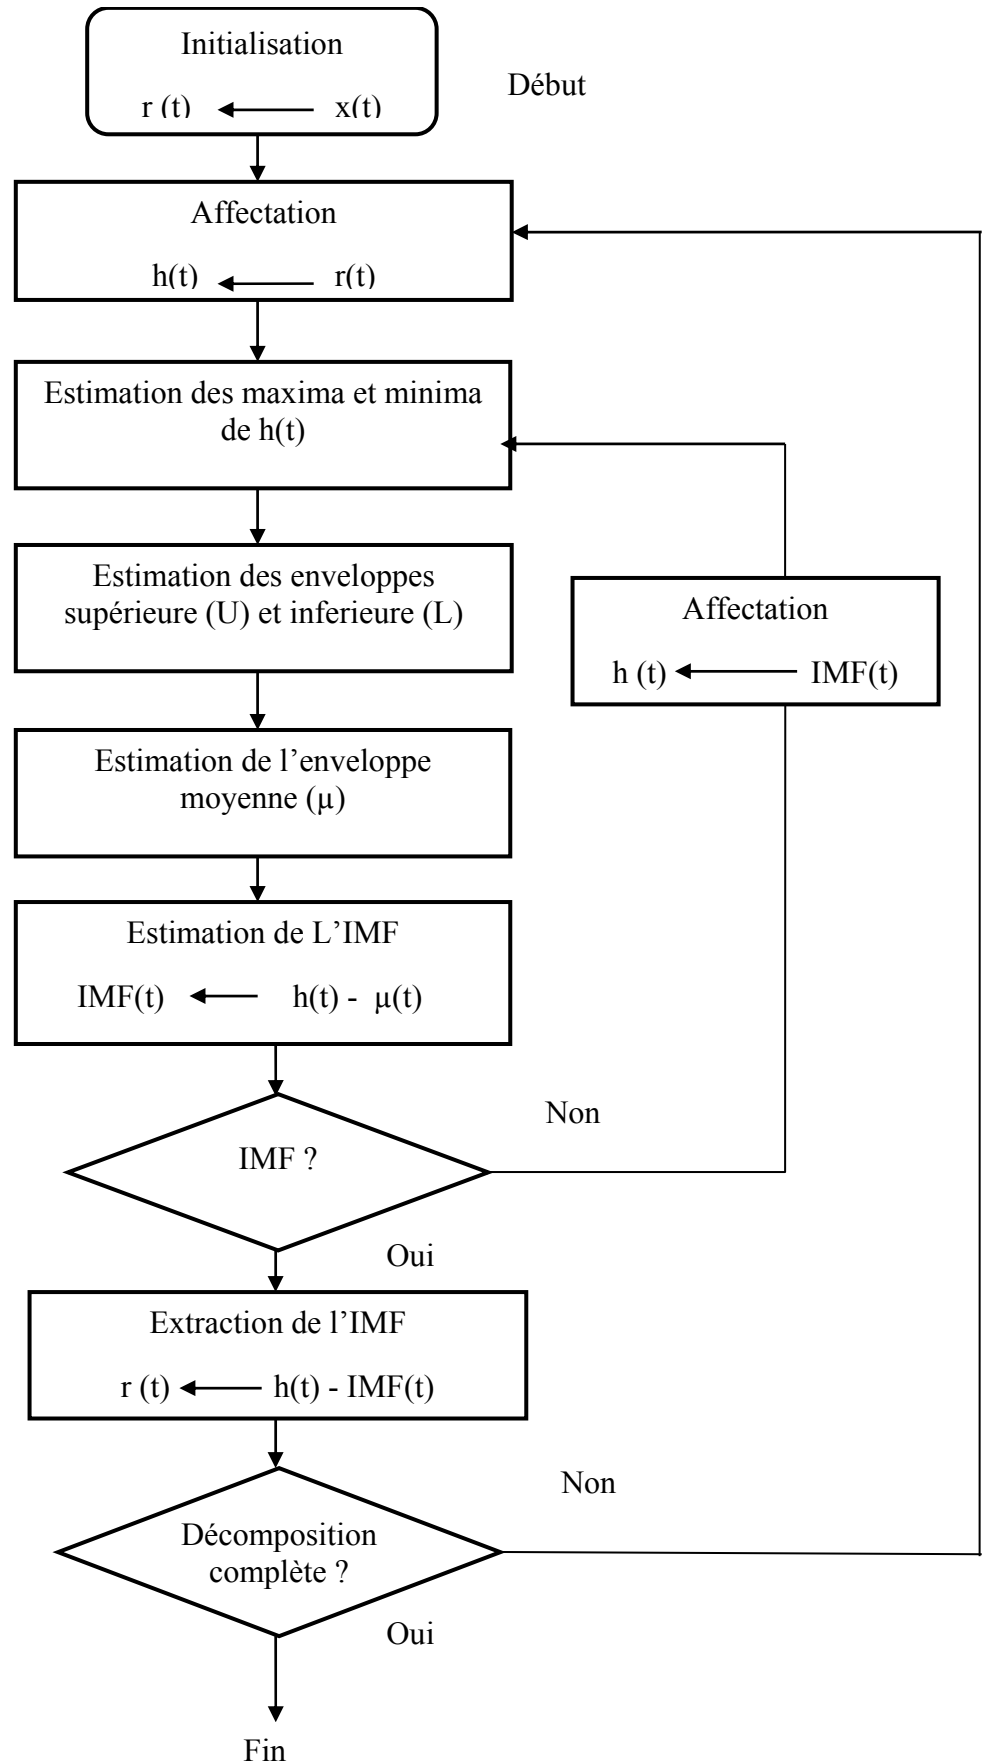 Initialisation
r (t) ← x(t)
Début
Affectation
h(t) ← r(t)
Estimation des maxima et minima
de h(t)
Estimation des enveloppes
supérieure (U) et inferieure (L)
Affectation
h (t) ← IMF(t)
Estimation de l’enveloppe
moyenne (µ)
Estimation de L’IMF
IMF(t) ← h(t) - µ(t)
Non
IMF ?
Oui
Extraction de l’IMF
r (t) ← h(t) - IMF(t)
Non
Décomposition
complète ?
Oui
Fin